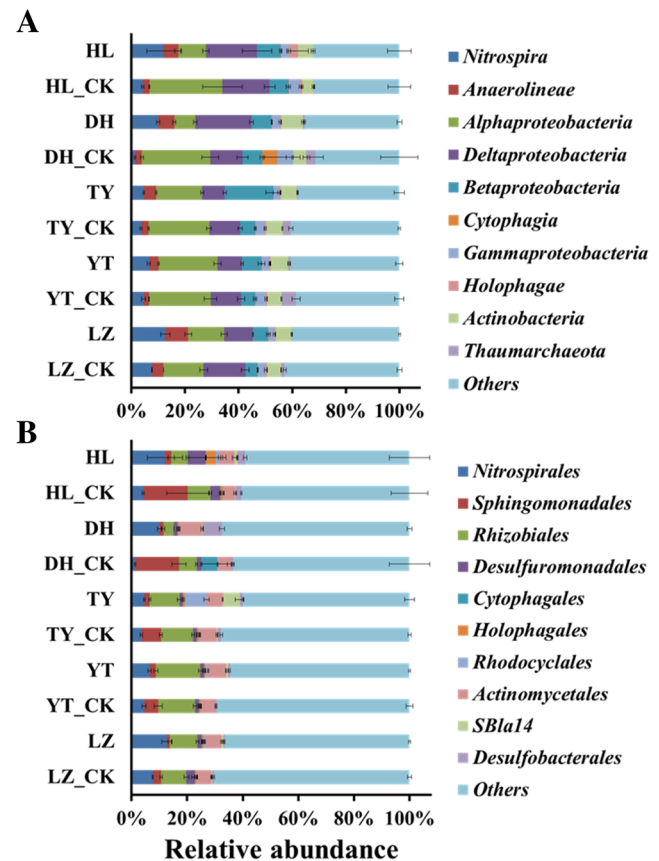 A
HL
HL_CK
DH
DH_CK
TY
TY_CK
YT
YT_CK
LZ
LZ_CK
0% 20% 40% 60% 80% 100%
Nitrospira
Anaerolineae
Alphaproteobacteria
Deltaproteobacteria
Betaproteobacteria
Cytophagia
Gammaproteobacteria
Holophagae
Actinobacteria
Thaumarchaeota
Others
B
HL
HL_CK
DH
DH_CK
TY
TY_CK
YT
YT_CK
LZ
LZ_CK
0% 20% 40% 60% 80% 100%
Relative abundance
Nitrospirales
Sphingomonadales
Rhizobiales
Desulfuromonadales
Cytophagales
Holophagales
Rhodocyclales
Actinomycetales
SBla14
Desulfobacterales
Others